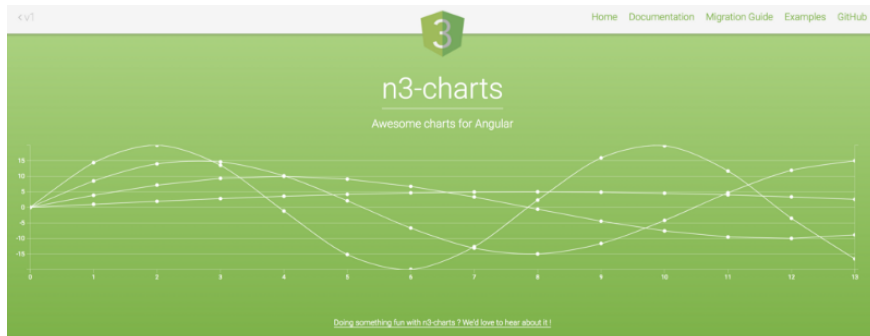 <v1
Home Documentation Migration Guide Examples GitHub
3
n3-charts
Awesome charts for Angular
15
10
5
0
-5
-10
-15
0 1 2 3 4 5 6 7 8 9 10 11 12 13
Doing something fun with n3-charts ? We'd love to hear about it !